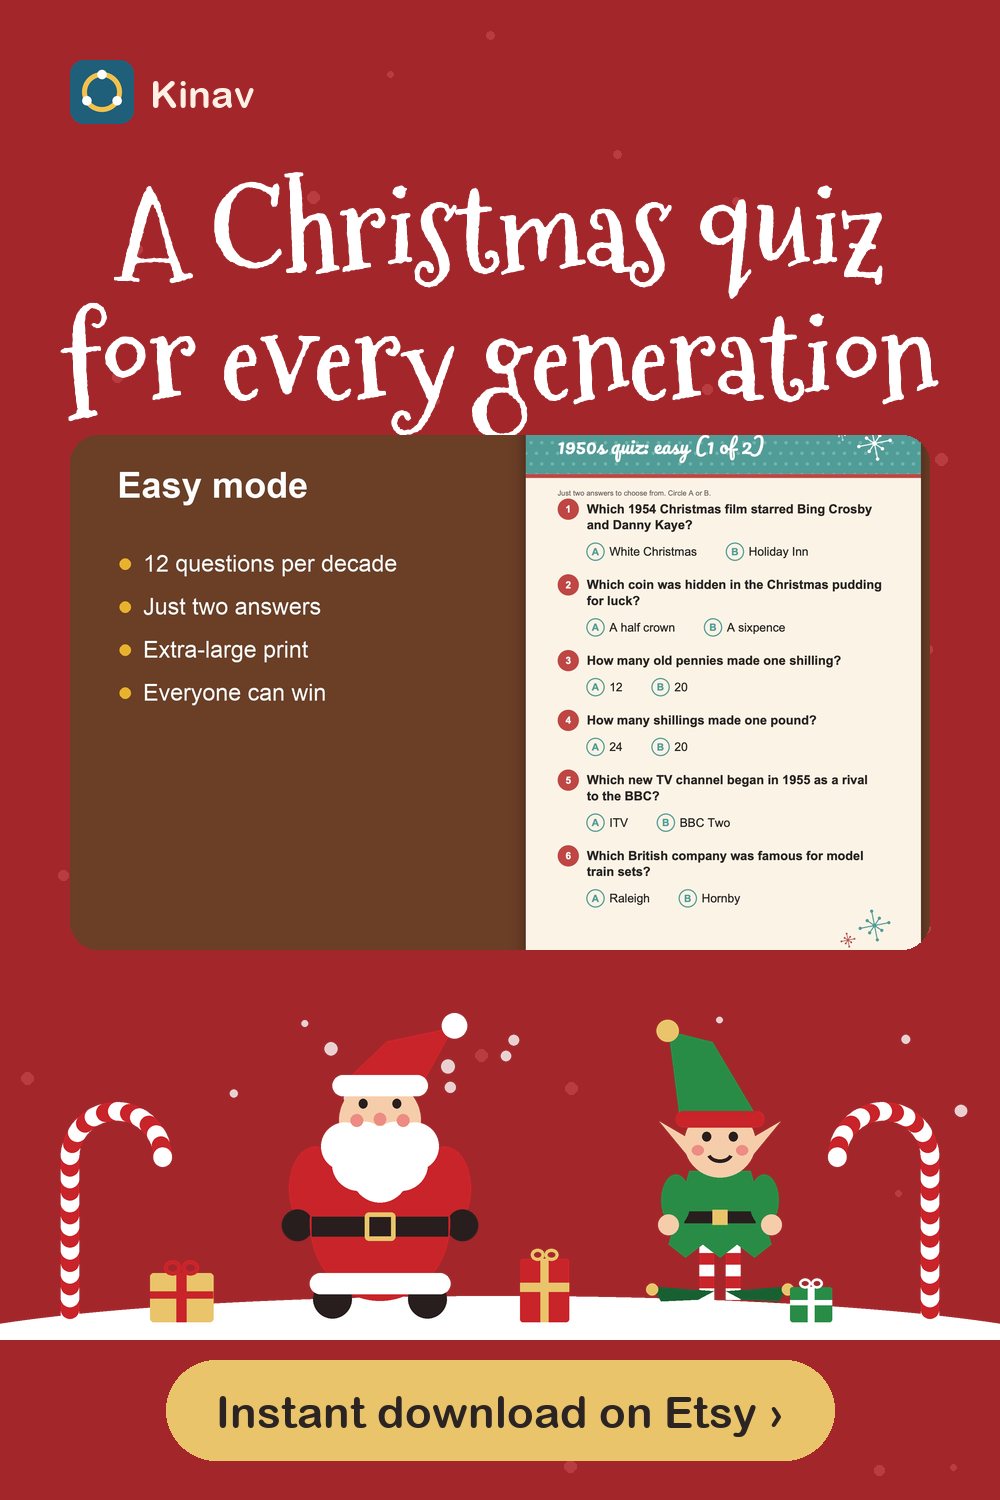 Kinav
A Christmas quiz
for every generation
Easy mode
12 questions per decade
Just two answers
Extra-large print
Everyone can win
1950s quiz: easy (1 of 2)
Just two answers to choose from. Circle A or B.
1 Which 1954 Christmas film starred Bing Crosby
and Danny Kaye?
A White Christmas B Holiday Inn
2 Which coin was hidden in the Christmas pudding
for luck?
A A half crown B A sixpence
3 How many old pennies made one shilling?
A 12 B 20
4 How many shillings made one pound?
A 24 B 20
5 Which new TV channel began in 1955 as a rival
to the BBC?
A ITV B BBC Two
6 Which British company was famous for model
train sets?
A Raleigh B Hornby
Instant download on Etsy ›